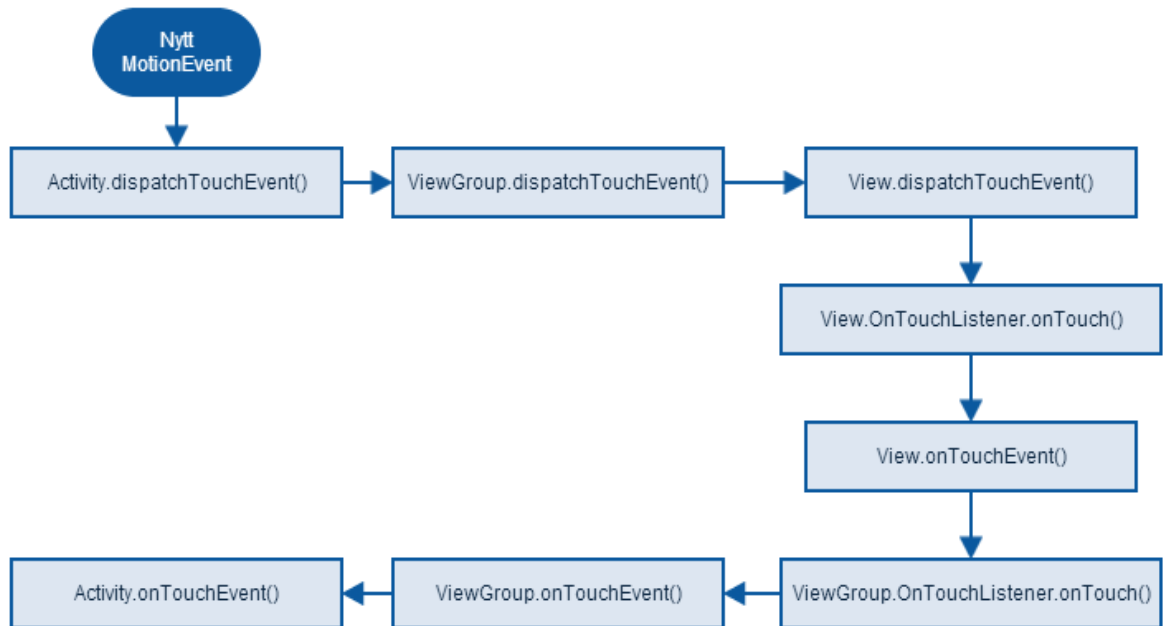 Nytt
MotionEvent
Activity.dispatchTouchEvent()
ViewGroup.dispatchTouchEvent()
View.dispatchTouchEvent()
View.OnTouchListener.onTouch()
View.onTouchEvent()
Activity.onTouchEvent()
ViewGroup.onTouchEvent()
ViewGroup.OnTouchListener.onTouch()